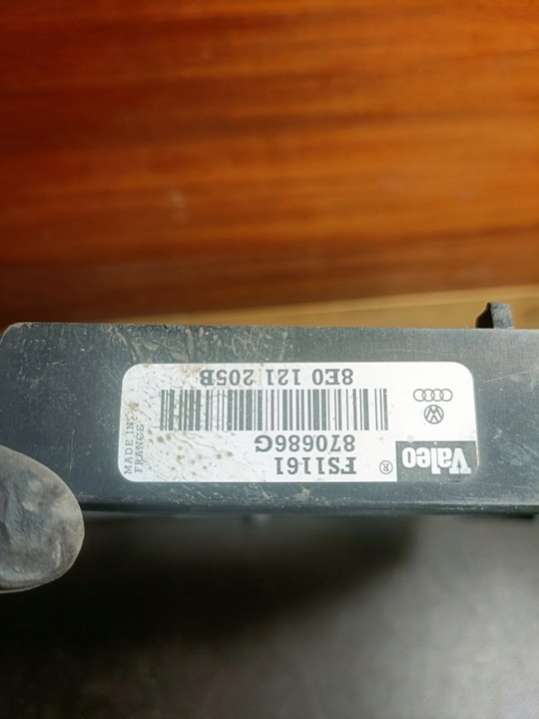 Valeo ®
FS1161
870686G
8E0 121 205B
MADE IN
FRANCE